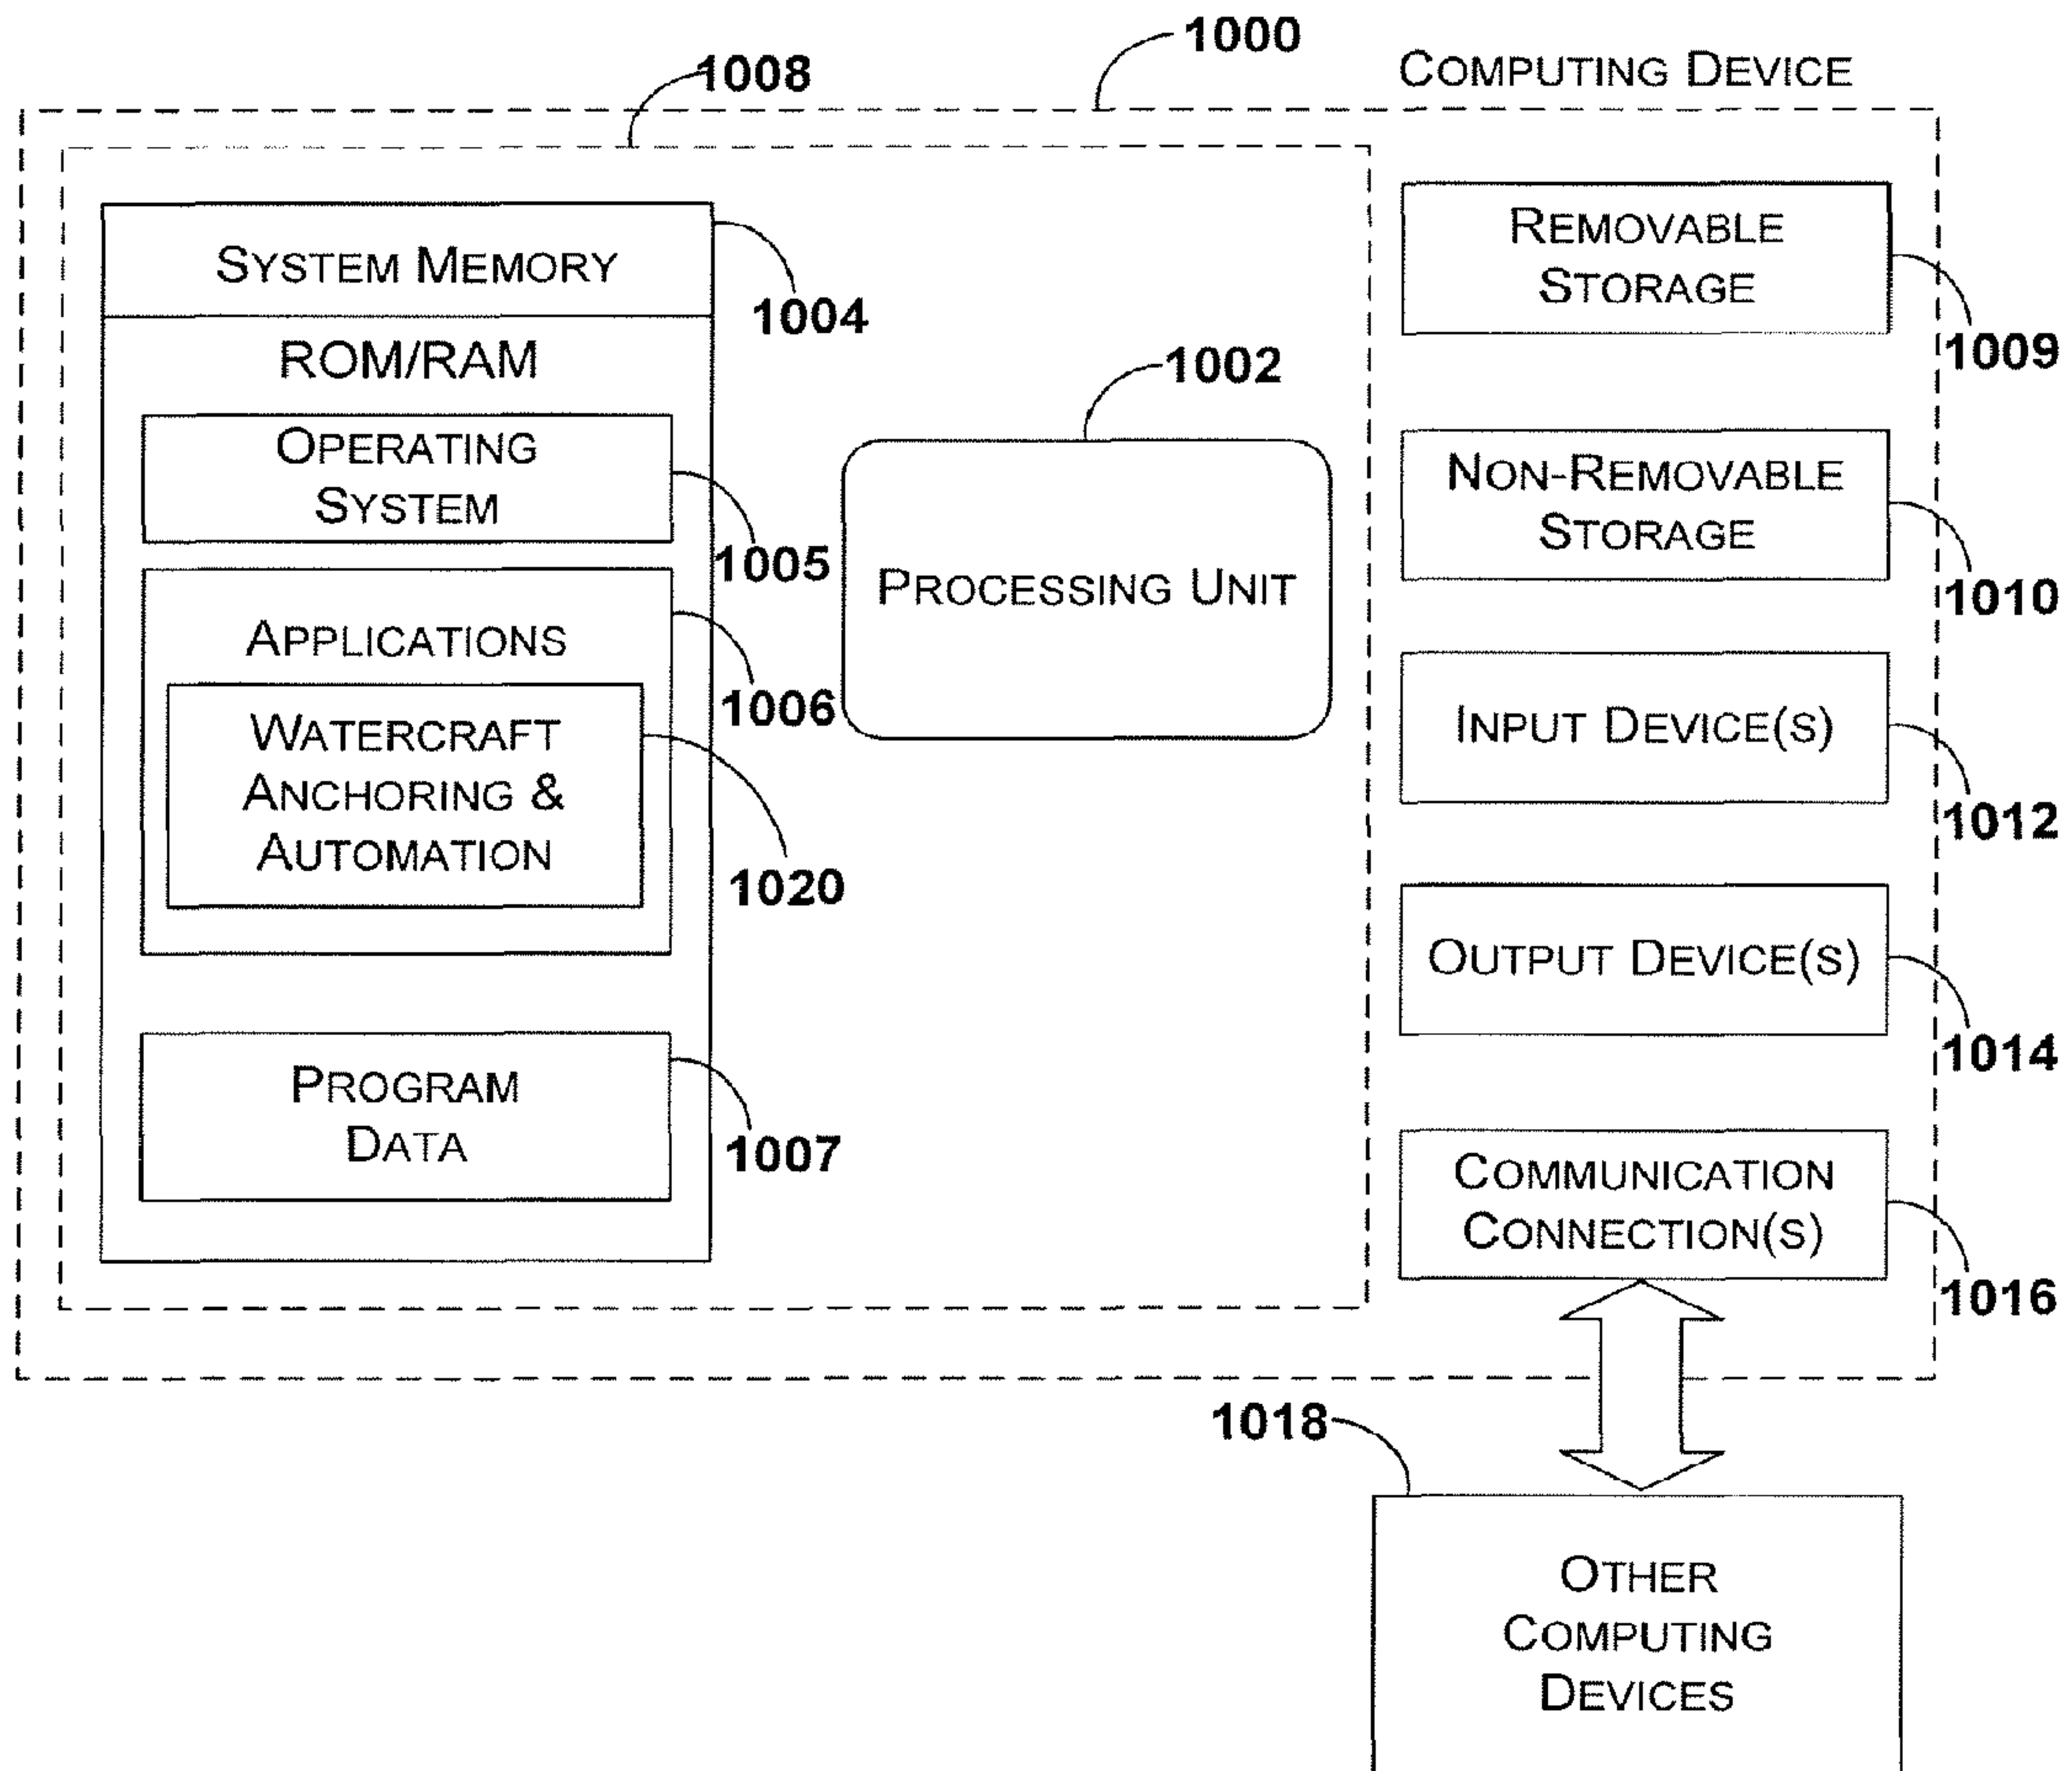 1000
COMPUTING DEVICE
1008
SYSTEM MEMORY
1004
ROM/RAM
OPERATING
SYSTEM
1005
APPLICATIONS
1006
WATERCRAFT
ANCHORING &
AUTOMATION
1020
PROGRAM
DATA
1007
1002
PROCESSING UNIT
REMOVABLE
STORAGE
1009
NON-REMOVABLE
STORAGE
1010
INPUT DEVICE(S)
1012
OUTPUT DEVICE(S)
1014
COMMUNICATION
CONNECTION(S)
1016
1018
OTHER
COMPUTING
DEVICES